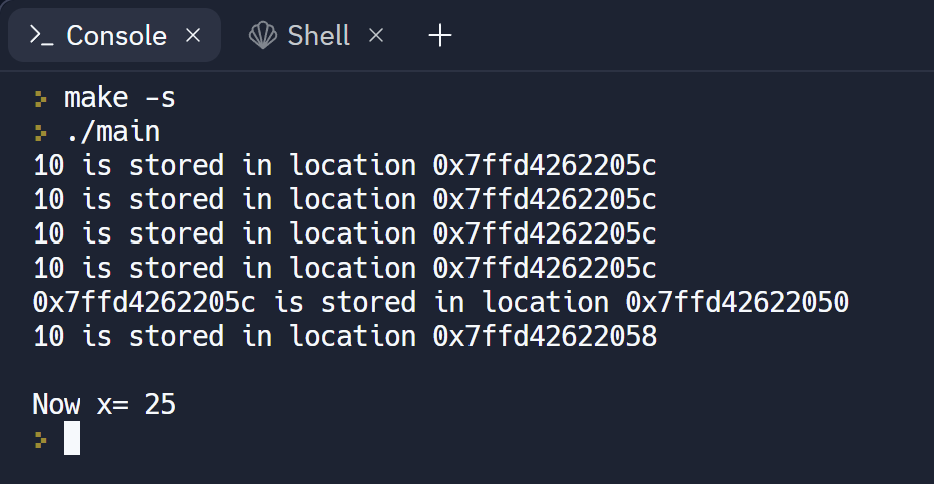 Console
Shell
make -s
./main
10 is stored in location 0x7ffd4262205c
10 is stored in location 0x7ffd4262205c
10 is stored in location 0x7ffd4262205c
10 is stored in location 0x7ffd4262205c
0x7ffd4262205c is stored in location 0x7ffd42622050
10 is stored in location 0x7ffd42622058
Now x= 25